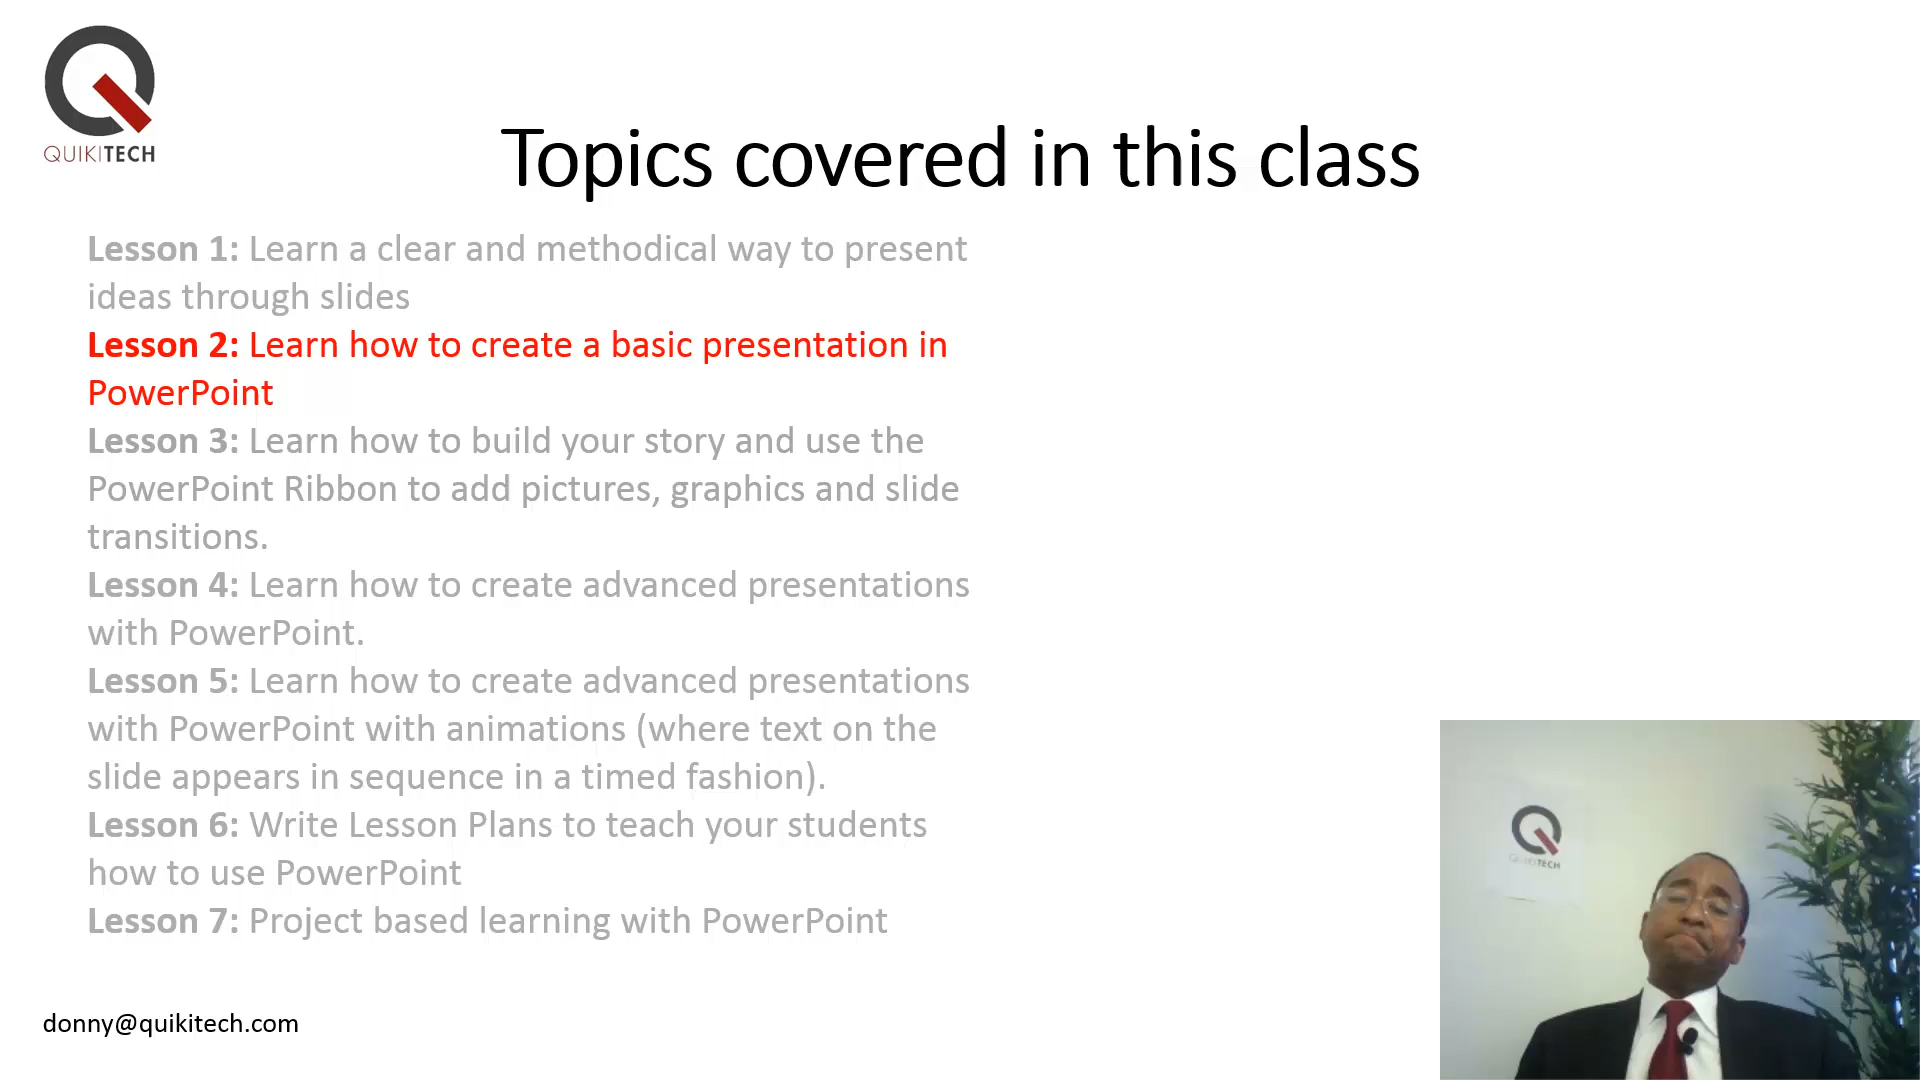 QUIKITECH
Topics covered in this class
Lesson 1: Learn a clear and methodical way to present
ideas through slides
Lesson 2: Learn how to create a basic presentation in
PowerPoint
Lesson 3: Learn how to build your story and use the
PowerPoint Ribbon to add pictures, graphics and slide
transitions.
Lesson 4: Learn how to create advanced presentations
with PowerPoint.
Lesson 5: Learn how to create advanced presentations
with PowerPoint with animations (where text on the
slide appears in sequence in a timed fashion).
Lesson 6: Write Lesson Plans to teach your students
how to use PowerPoint
Lesson 7: Project based learning with PowerPoint
QUIKITECH
donny@quikitech.com